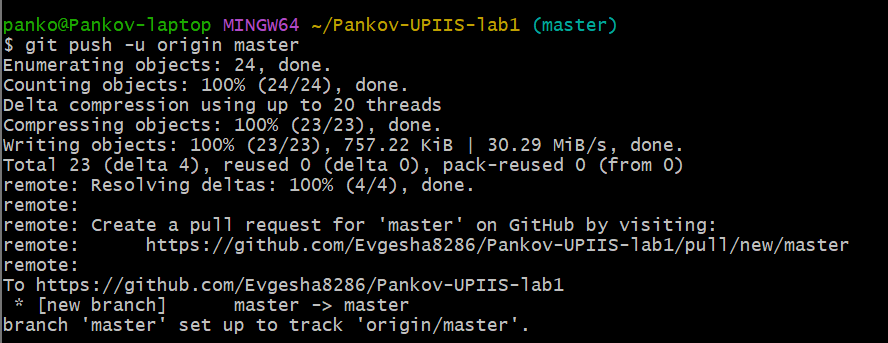 panko@Pankov-laptop MINGW64 ~/Pankov-UPIIS-lab1 (master)
$ git push -u origin master
Enumerating objects: 24, done.
Counting objects: 100% (24/24), done.
Delta compression using up to 20 threads
Compressing objects: 100% (23/23), done.
Writing objects: 100% (23/23), 757.22 KiB | 30.29 MiB/s, done.
Total 23 (delta 4), reused 0 (delta 0), pack-reused 0 (from 0)
remote: Resolving deltas: 100% (4/4), done.
remote:
remote: Create a pull request for 'master' on GitHub by visiting:
remote:      https://github.com/Evgesha8286/Pankov-UPIIS-lab1/pull/new/master
remote:
To https://github.com/Evgesha8286/Pankov-UPIIS-lab1
 * [new branch]      master -> master
branch 'master' set up to track 'origin/master'.